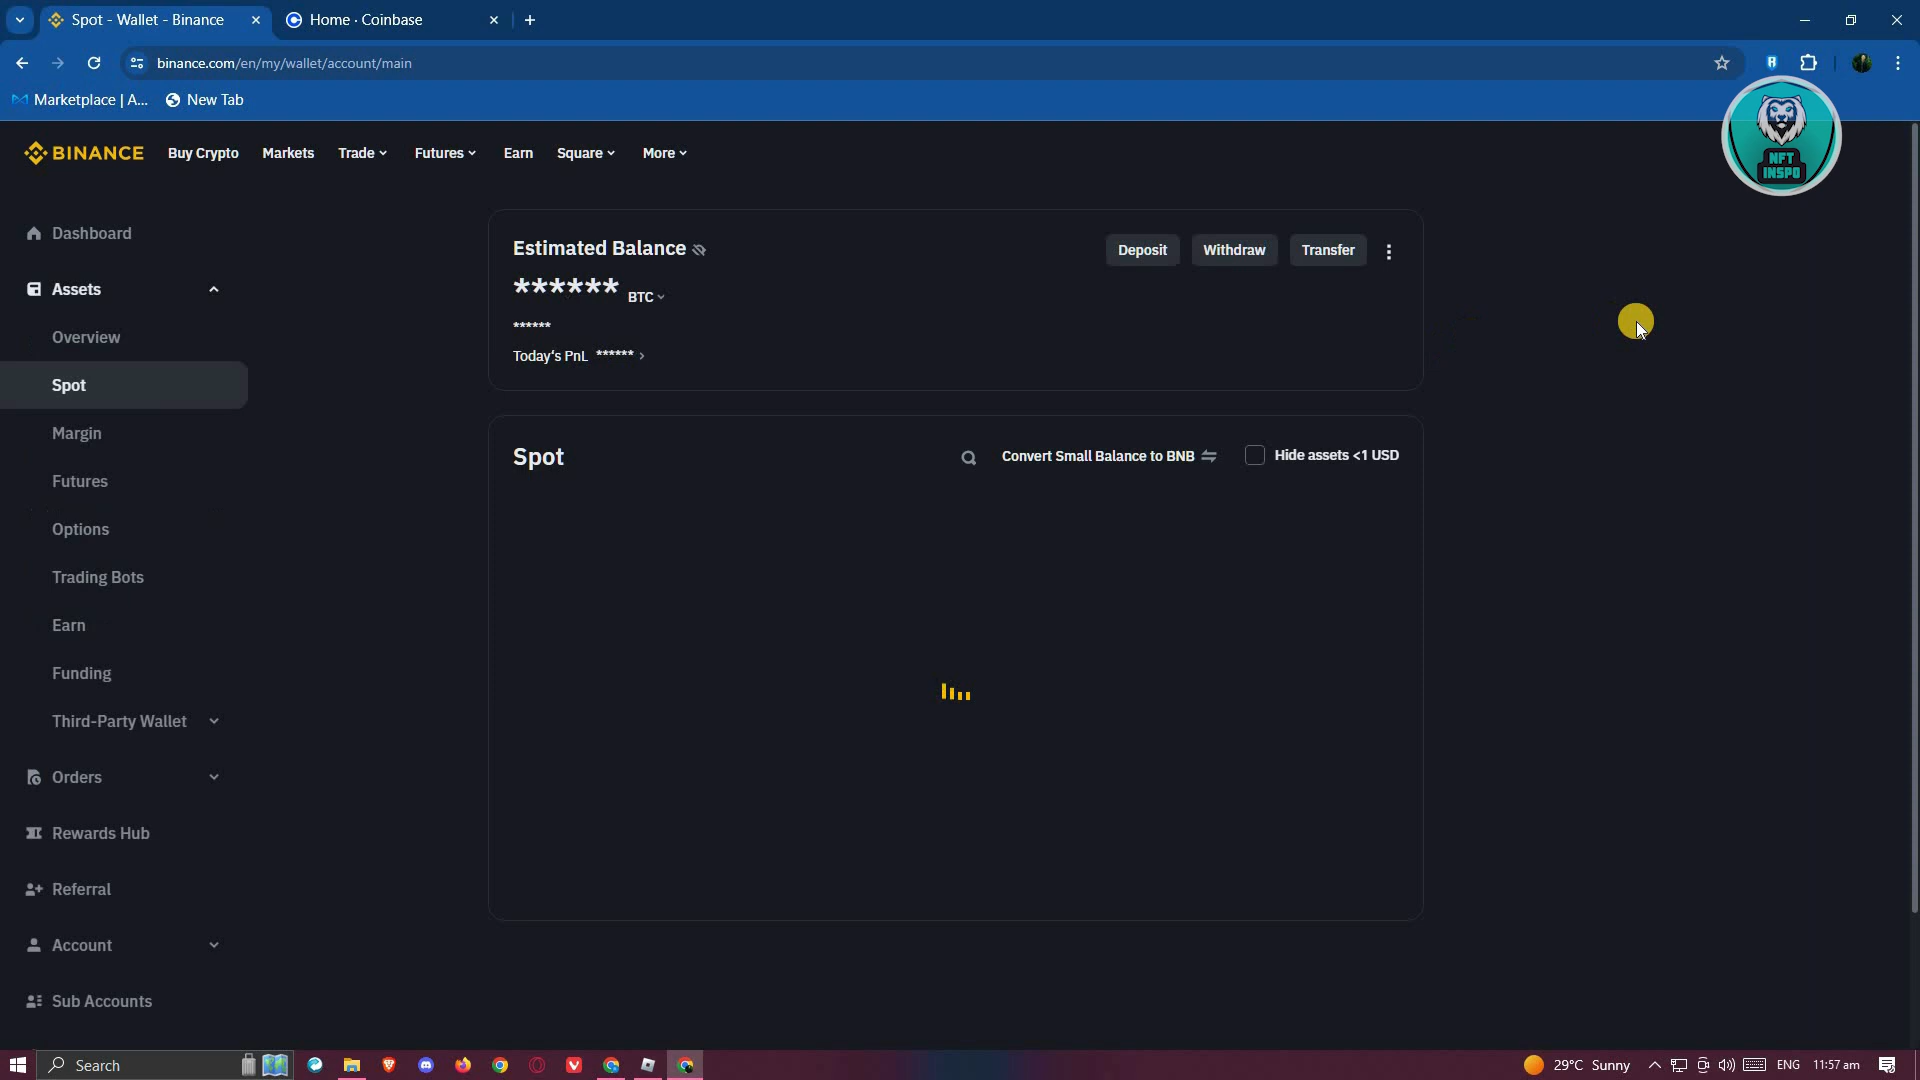 Spot - Wallet - Binance
Home · Coinbase
binance.com/en/my/wallet/account/main
Marketplace | A...
New Tab
NFT
INSPO
BINANCE
Buy Crypto
Markets
Trade
Futures
Earn
Square
More
Dashboard
Assets
Overview
Spot
Margin
Futures
Options
Trading Bots
Earn
Funding
Third-Party Wallet
Orders
Rewards Hub
Referral
Account
Sub Accounts
Estimated Balance
Deposit
Withdraw
Transfer
****** BTC
******
Today's PnL ******
Spot
Convert Small Balance to BNB
Hide assets <1 USD
Search
29°C Sunny
ENG
11:57 am